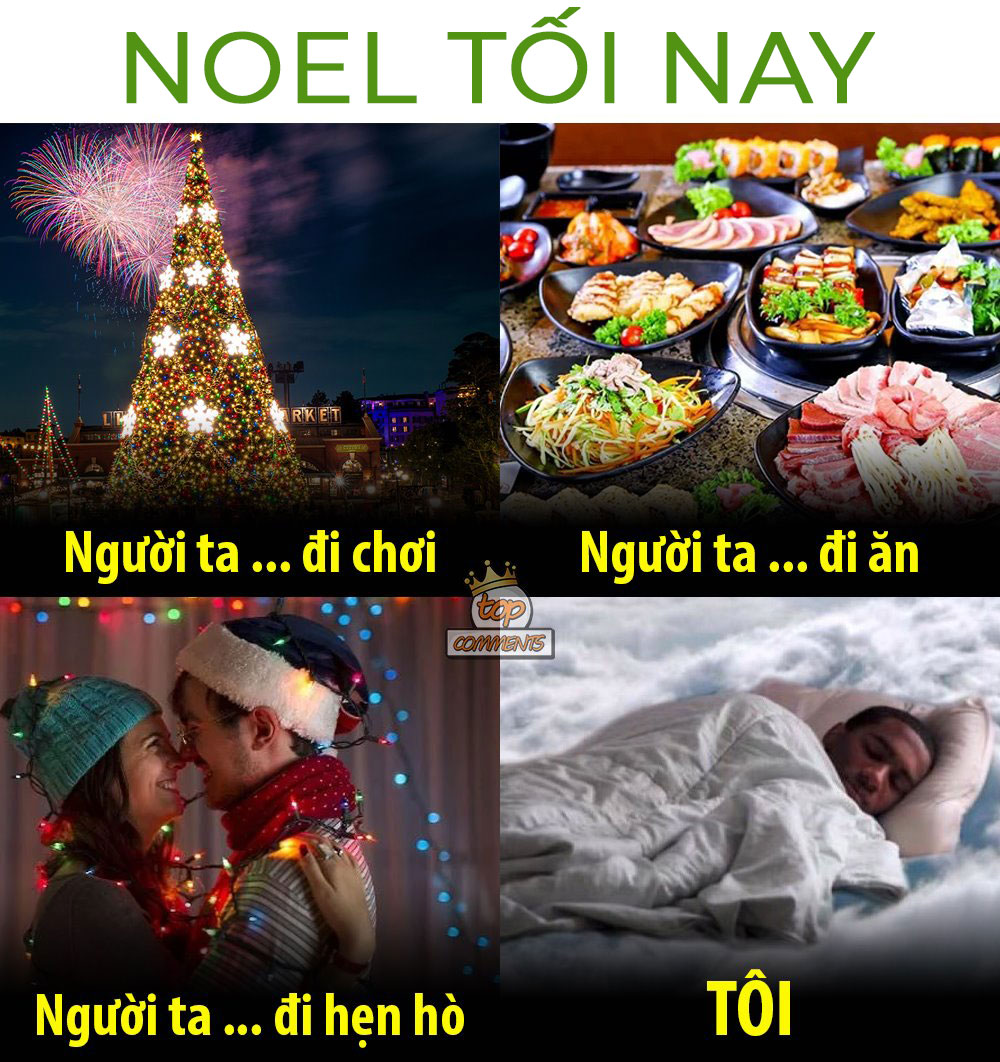 NOEL TỐI NAY
Người ta ... đi chơi
Người ta ... đi ăn
top
COMMENTS
Người ta ... đi hẹn hò
TÔI